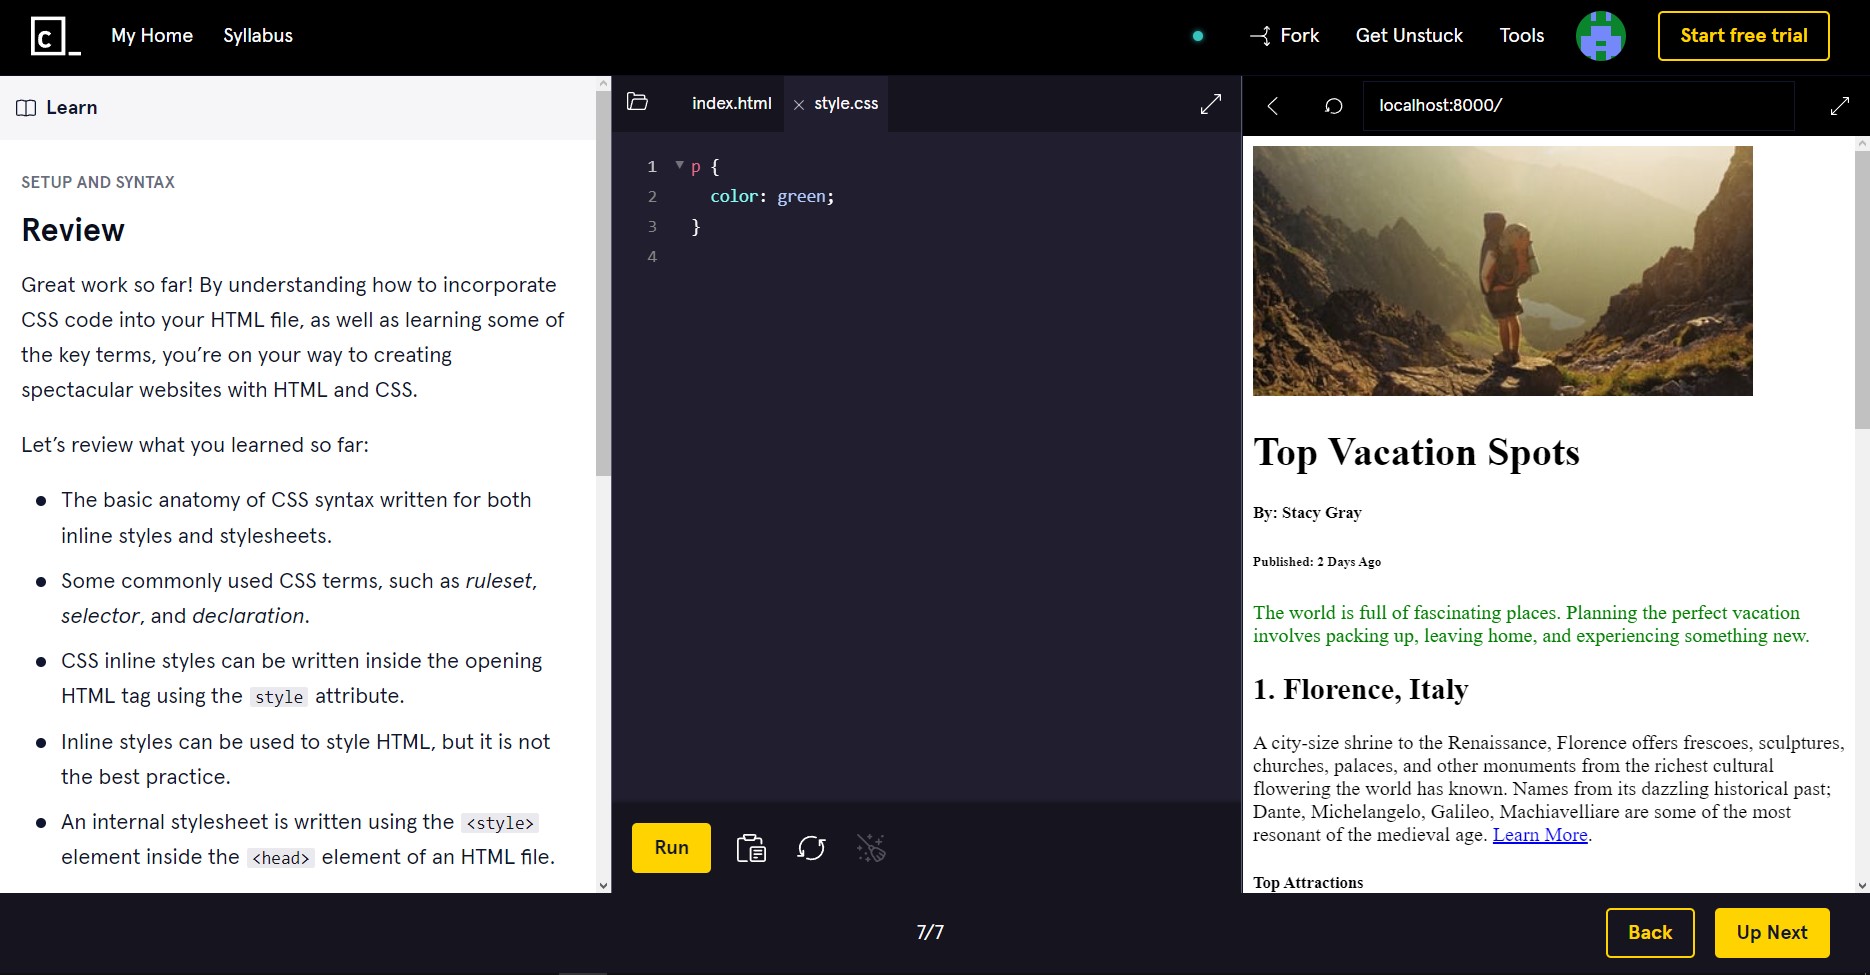 c
My Home
Syllabus
Fork
Get Unstuck
Tools
Start free trial
Learn
SETUP AND SYNTAX
Review
Great work so far! By understanding how to incorporate
CSS code into your HTML file, as well as learning some of
the key terms, you’re on your way to creating
spectacular websites with HTML and CSS.
Let’s review what you learned so far:
● The basic anatomy of CSS syntax written for both
inline styles and stylesheets.
● Some commonly used CSS terms, such as ruleset,
selector, and declaration.
● CSS inline styles can be written inside the opening
HTML tag using the style attribute.
● Inline styles can be used to style HTML, but it is not
the best practice.
● An internal stylesheet is written using the <style>
element inside the <head> element of an HTML file.
index.html
× style.css
1 p {
2 color: green;
3 }
4
Run
localhost:8000/
Top Vacation Spots
By: Stacy Gray
Published: 2 Days Ago
The world is full of fascinating places. Planning the perfect vacation
involves packing up, leaving home, and experiencing something new.
1. Florence, Italy
A city-size shrine to the Renaissance, Florence offers frescoes, sculptures,
churches, palaces, and other monuments from the richest cultural
flowering the world has known. Names from its dazzling historical past;
Dante, Michelangelo, Galileo, Machiavelliare are some of the most
resonant of the medieval age. Learn More.
Top Attractions
7/7
Back
Up Next